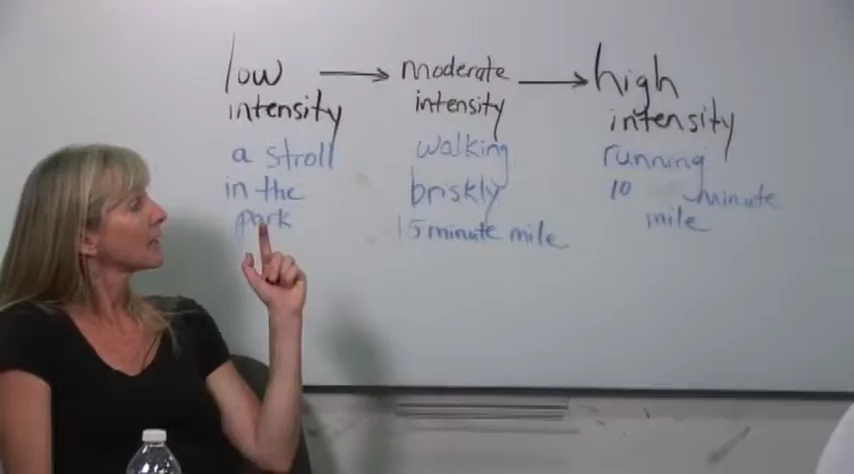 low
intensity
a stroll
in the
park
moderate
intensity
walking
briskly
15 minute mile
high
intensity
running
10 minute
mile